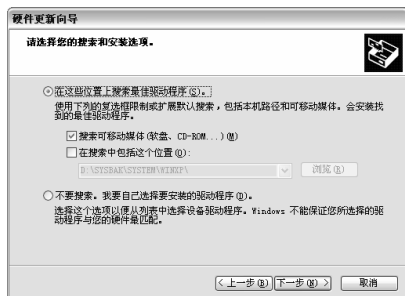 硬件更新向导
请选择您的搜索和安装选项。
在这些位置上搜索最佳驱动程序(S)。
使用下列的复选框限制或扩展默认搜索,包括本机路径和可移动媒体。会安装找
到的最佳驱动程序。
搜索可移动媒体(软盘、CD-ROM...)(M)
在搜索中包括这个位置(O):
D:\SYSBAK\SYSTEM\WINXP\
浏览(R)
不要搜索。我要自己选择要安装的驱动程序(D)。
选择这个选项以便从列表中选择设备驱动程序。Windows 不能保证您所选择的驱
动程序与您的硬件最匹配。
<上一步(B) 下一步(N)> 取消